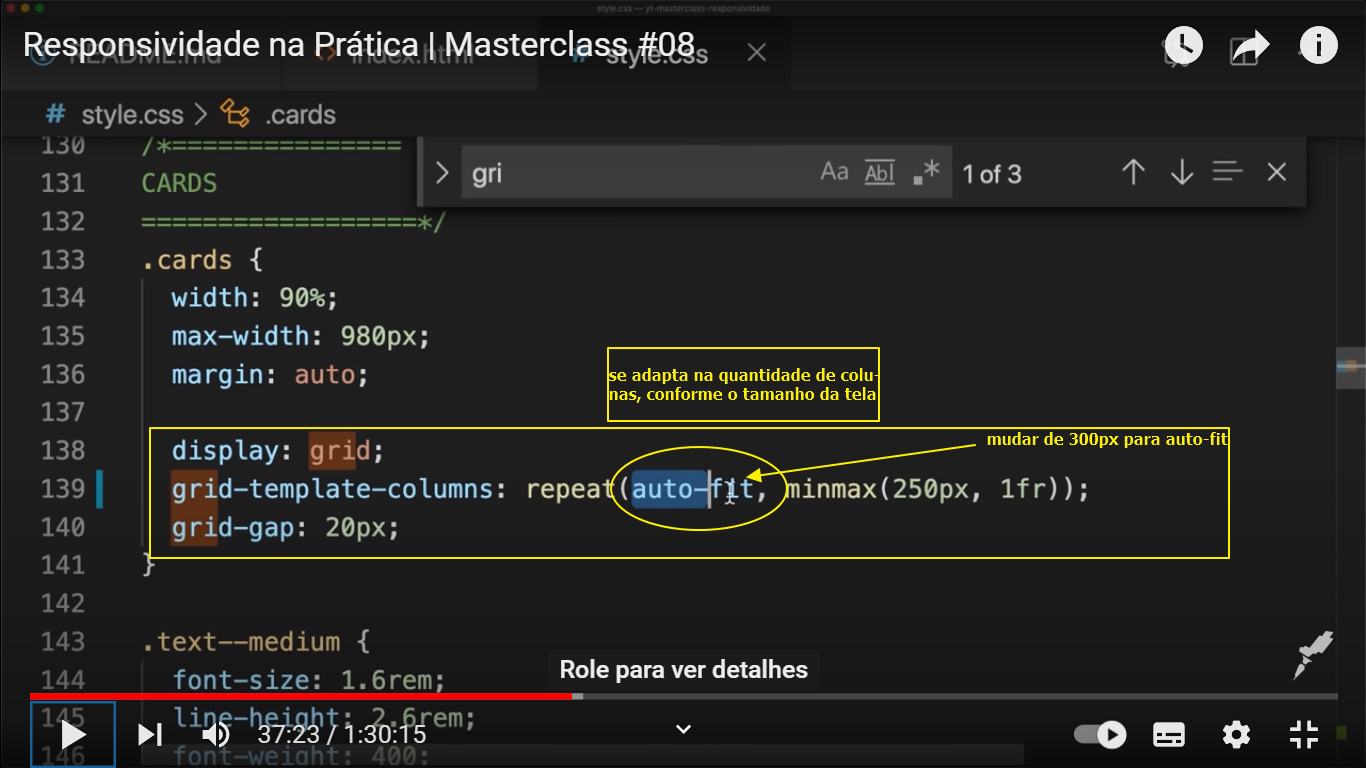 style.css — yt-masterclass-responsividade
Responsividade na Prática | Masterclass #08
README.md
index.html
style.css
# style.css > .cards
gri
Aa
Abl
.*
1 of 3
130 /*===============
131 CARDS
132 ==================*/
133 .cards {
134 width: 90%;
135 max-width: 980px;
136 margin: auto;
137
se adapta na quantidade de colu-
nas, conforme o tamanho da tela
138 display: grid;
mudar de 300px para auto-fit
139 grid-template-columns: repeat(auto-fit, minmax(250px, 1fr));
140 grid-gap: 20px;
141 }
142
143 .text--medium {
144 font-size: 1.6rem;
Role para ver detalhes
145 line-height: 2.6rem;
146 font-weight: 400;
37:23 / 1:30:15